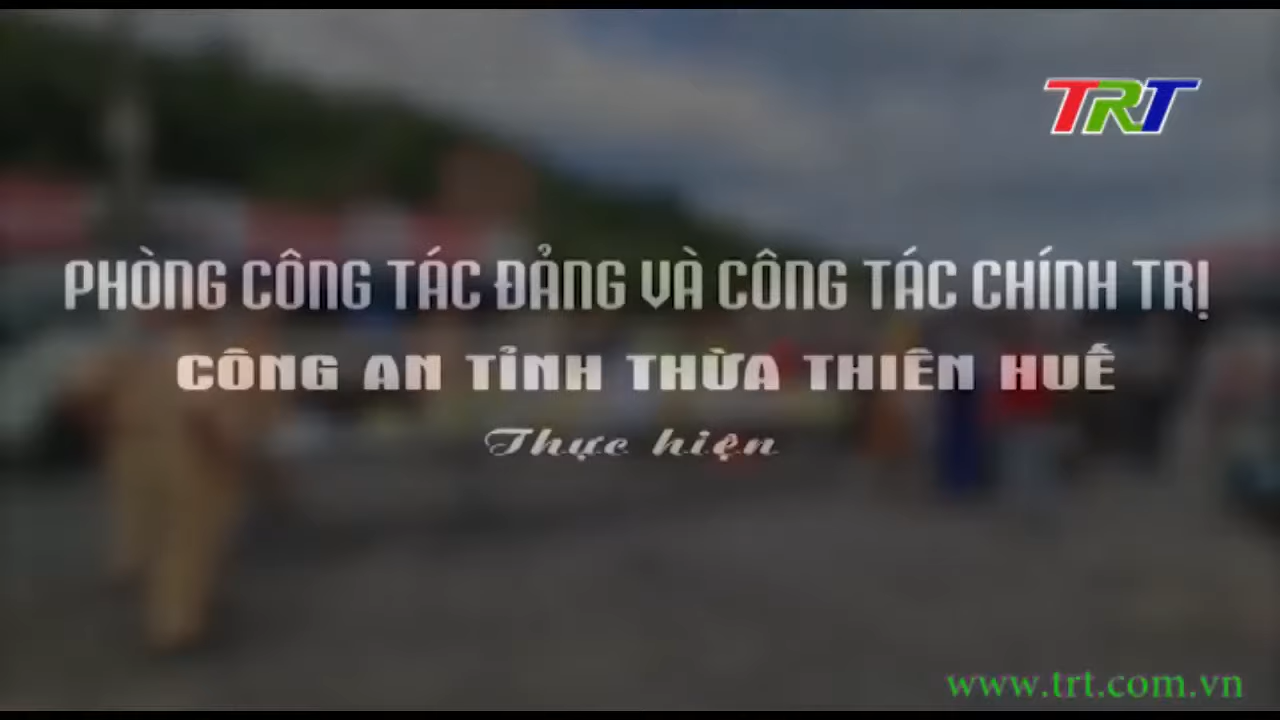 TRT
PHÒNG CÔNG TÁC ĐẢNG VÀ CÔNG TÁC CHÍNH TRỊ
CÔNG AN TỈNH THỪA THIÊN HUẾ
Thực hiện
www.trt.com.vn